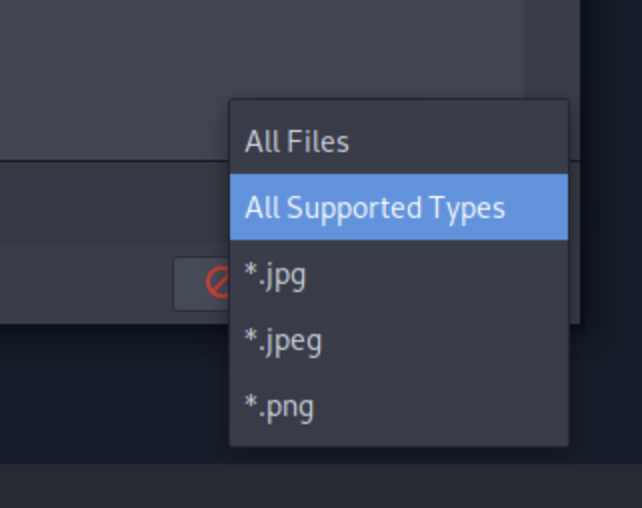 All Files
All Supported Types
*.jpg
*.jpeg
*.png